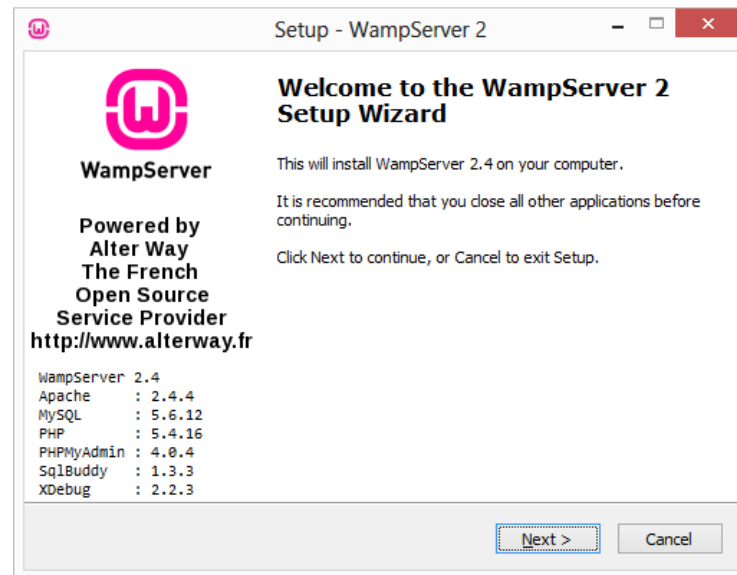 Setup - WampServer 2
WampServer
Powered by
Alter Way
The French
Open Source
Service Provider
http://www.alterway.fr
WampServer 2.4
Apache : 2.4.4
MySQL : 5.6.12
PHP : 5.4.16
PHPMyAdmin : 4.0.4
SqlBuddy : 1.3.3
XDebug : 2.2.3
Welcome to the WampServer 2
Setup Wizard
This will install WampServer 2.4 on your computer.
It is recommended that you close all other applications before
continuing.
Click Next to continue, or Cancel to exit Setup.
Next >
Cancel